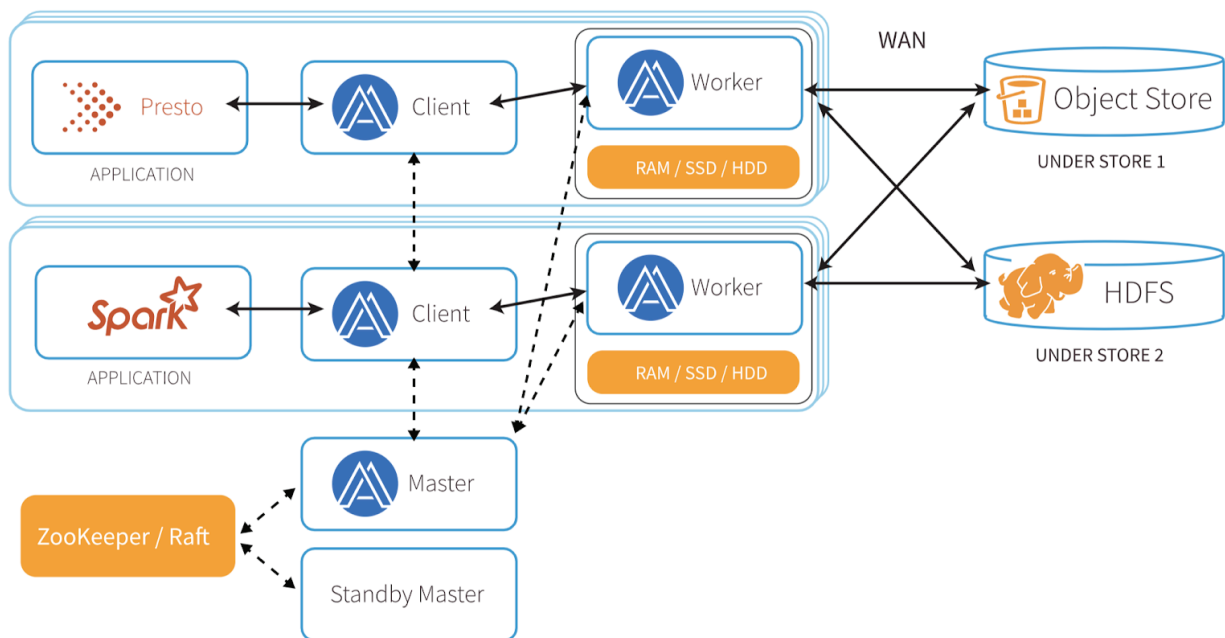 WAN
Presto
Client
Worker
Object Store
RAM / SSD / HDD
APPLICATION
UNDER STORE 1
Spark
Client
Worker
HDFS
APPLICATION
RAM / SSD / HDD
UNDER STORE 2
Master
ZooKeeper / Raft
Standby Master